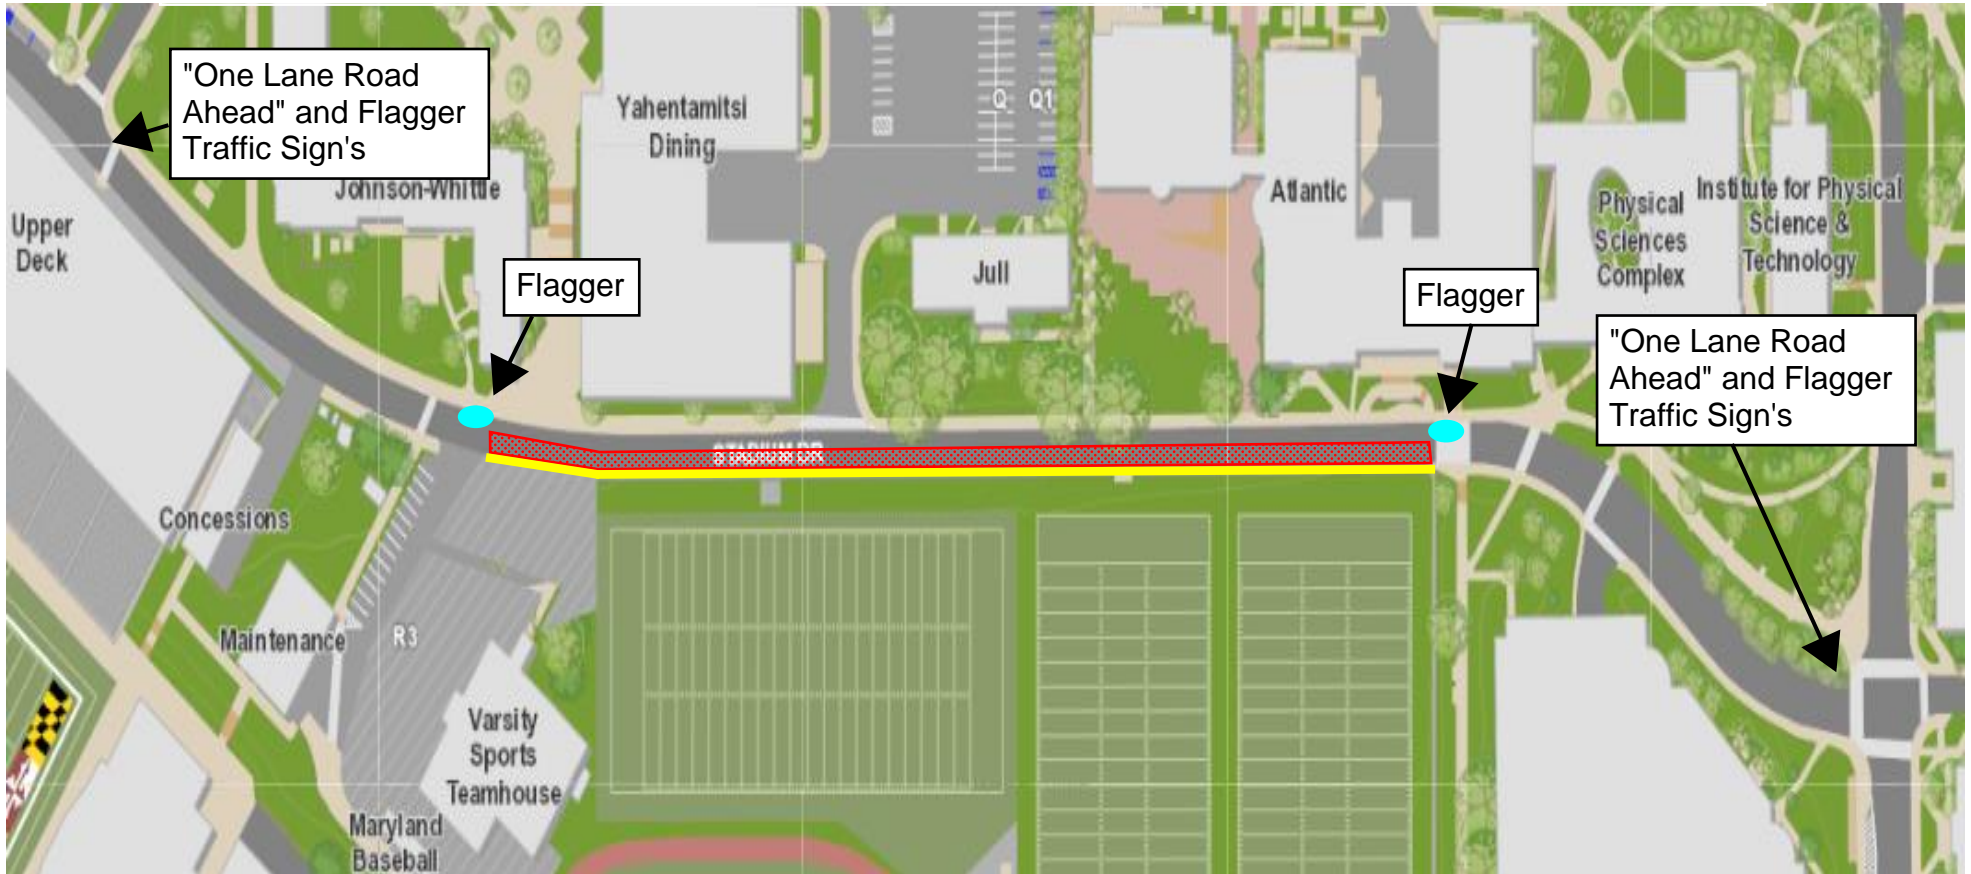 "One Lane Road
Ahead" and Flagger
Traffic Sign's
Yahentamitsi
Dining
Q
Q1
Johnson-Whittle
Atlantic
Physical
Sciences
Complex
Institute for Physical
Science &
Technology
Upper
Deck
Flagger
Jull
Flagger
"One Lane Road
Ahead" and Flagger
Traffic Sign's
STADIUM DR
Concessions
Maintenance
R3
Varsity
Sports
Teamhouse
Maryland
Baseball